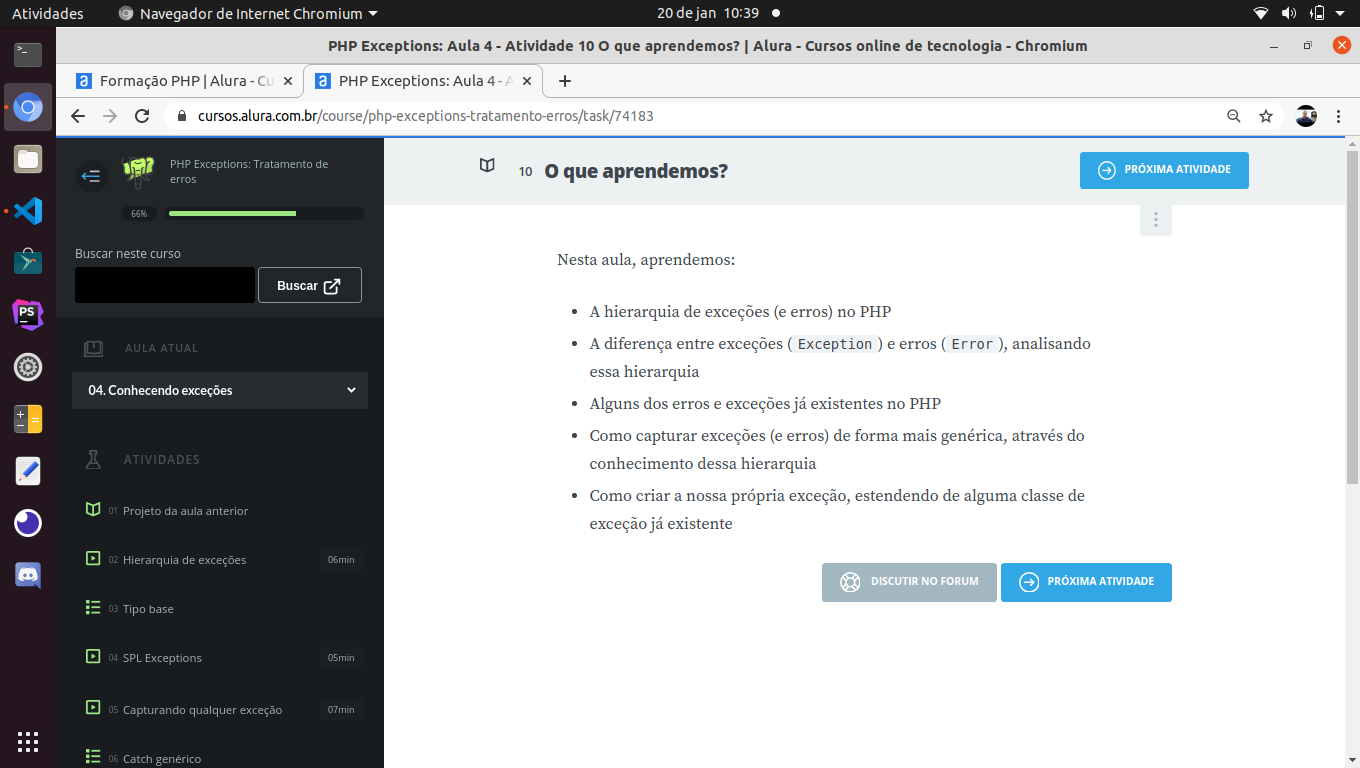 Atividades
Navegador de Internet Chromium
20 de jan 10:39
PHP Exceptions: Aula 4 - Atividade 10 O que aprendemos? | Alura - Cursos online de tecnologia - Chromium
Formação PHP | Alura - Cu
PHP Exceptions: Aula 4 - A
cursos.alura.com.br/course/php-exceptions-tratamento-erros/task/74183
PHP Exceptions: Tratamento de
erros
66%
Buscar neste curso
Buscar
AULA ATUAL
04. Conhecendo exceções
ATIVIDADES
01 Projeto da aula anterior
02 Hierarquia de exceções 06min
03 Tipo base
04 SPL Exceptions 05min
05 Capturando qualquer exceção 07min
06 Catch genérico
10 O que aprendemos?
PRÓXIMA ATIVIDADE
Nesta aula, aprendemos:
• A hierarquia de exceções (e erros) no PHP
• A diferença entre exceções ( Exception ) e erros ( Error ), analisando
essa hierarquia
• Alguns dos erros e exceções já existentes no PHP
• Como capturar exceções (e erros) de forma mais genérica, através do
conhecimento dessa hierarquia
• Como criar a nossa própria exceção, estendendo de alguma classe de
exceção já existente
DISCUTIR NO FORUM
PRÓXIMA ATIVIDADE
PS